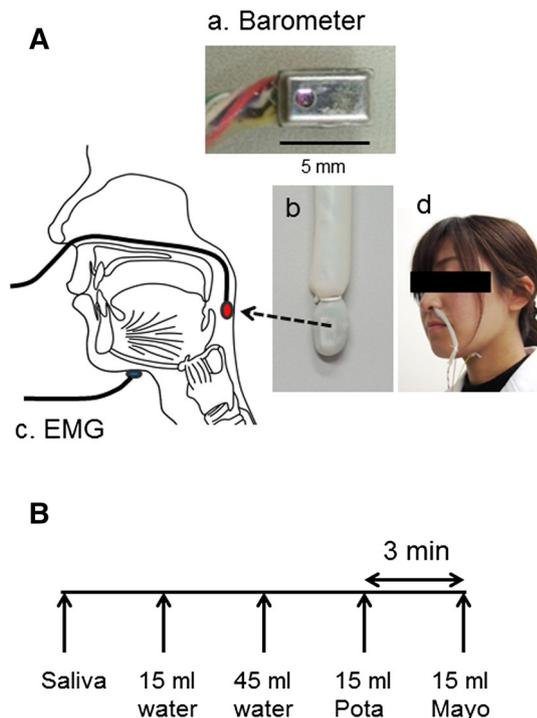 A
a. Barometer
5 mm
b
d
c. EMG
B
3 min
Saliva
15 ml
water
45 ml
water
15 ml
Pota
15 ml
Mayo